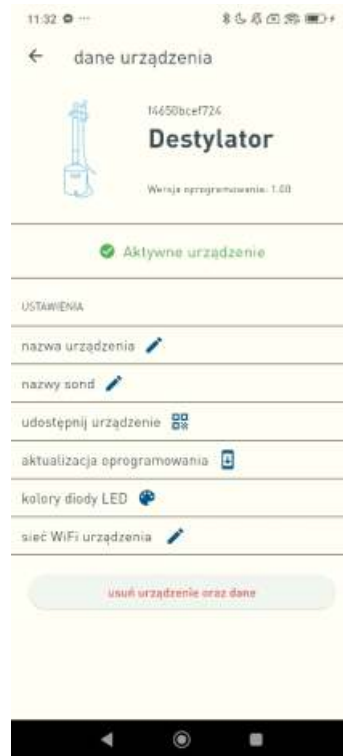 11:32
dane urządzenia
f4650bcef724
Destylator
Wersja oprogramowania: 1.00
Aktywne urządzenie
USTAWIENIA
nazwa urządzenia
nazwy sond
udostępnij urządzenie
aktualizacja oprogramowania
kolory diody LED
sieć WiFi urządzenia
usuń urządzenie oraz dane